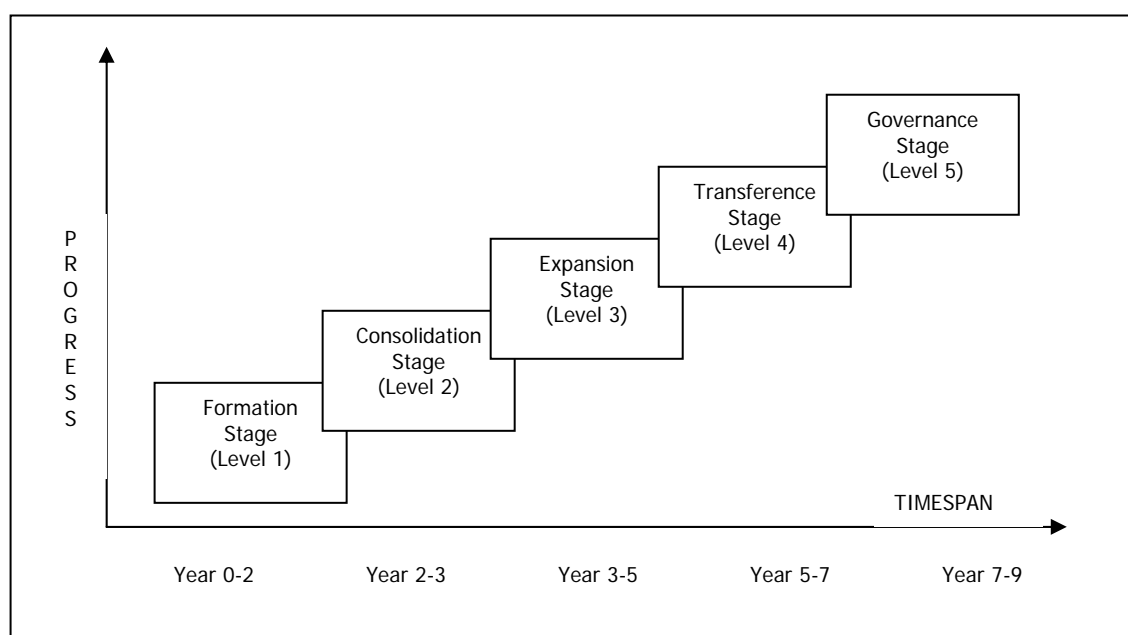 Governance
Stage
(Level 5)
Transference
Stage
(Level 4)
Expansion
Stage
(Level 3)
Consolidation
Stage
(Level 2)
Formation
Stage
(Level 1)
P
R
O
G
R
E
S
S
TIMESPAN
Year 0-2
Year 2-3
Year 3-5
Year 5-7
Year 7-9